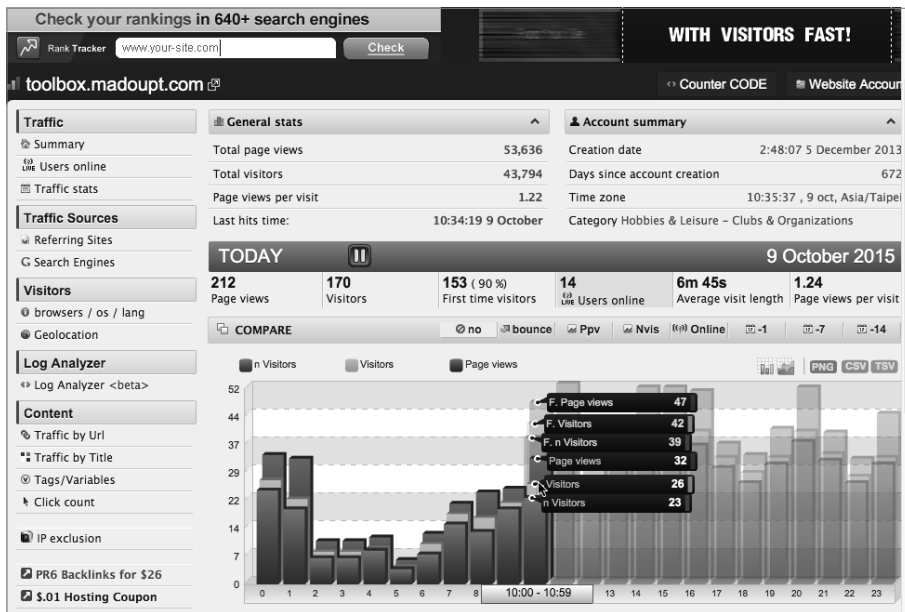 Check your rankings in 640+ search engines
Rank Tracker www.your-site.com Check
WITH VISITORS FAST!
toolbox.madoupt.com
Counter CODE
Website Accoun
Traffic
Summary
LIVE Users online
Traffic stats
Traffic Sources
Referring Sites
G Search Engines
Visitors
browsers / os / lang
Geolocation
Log Analyzer
Log Analyzer <beta>
Content
Traffic by Url
Traffic by Title
Tags/Variables
Click count
IP exclusion
PR6 Backlinks for $26
$.01 Hosting Coupon
General stats
Total page views 53,636
Total visitors 43,794
Page views per visit 1.22
Last hits time: 10:34:19 9 October
Account summary
Creation date 2:48:07 5 December 2013
Days since account creation 672
Time zone 10:35:37 , 9 oct, Asia/Taipei
Category Hobbies & Leisure – Clubs & Organizations
TODAY 9 October 2015
212 170 153 ( 90 %) 14 6m 45s 1.24
Page views Visitors First time visitors LIVE Users online Average visit length Page views per visit
COMPARE no bounce Ppv Nvis Online -1 -7 -14
n Visitors Visitors Page views PNG CSV TSV
52
44
37
29
22
14
7
0
F. Page views 47
F. Visitors 42
F. n Visitors 39
Page views 32
Visitors 26
n Visitors 23
0 1 2 3 4 5 6 7 8 10:00 - 10:59 13 14 15 16 17 18 19 20 21 22 23